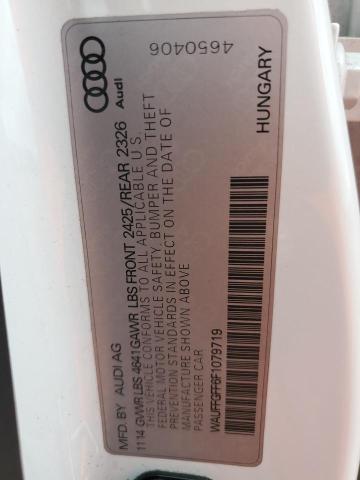 Audi
4650406
MFD. BY AUDI AG
11 14 GVWR LBS 4641 GAWR LBS FRONT 2425/REAR 2326
THIS VEHICLE CONFORMS TO ALL APPLICABLE U S
FEDERAL MOTOR VEHICLE SAFETY, BUMPER AND THEFT
PREVENTION STANDARDS IN EFFECT ON THE DATE OF
MANUFACTURE SHOWN ABOVE
PASSENGER CAR
WAUFFGFF6F1079719
HUNGARY